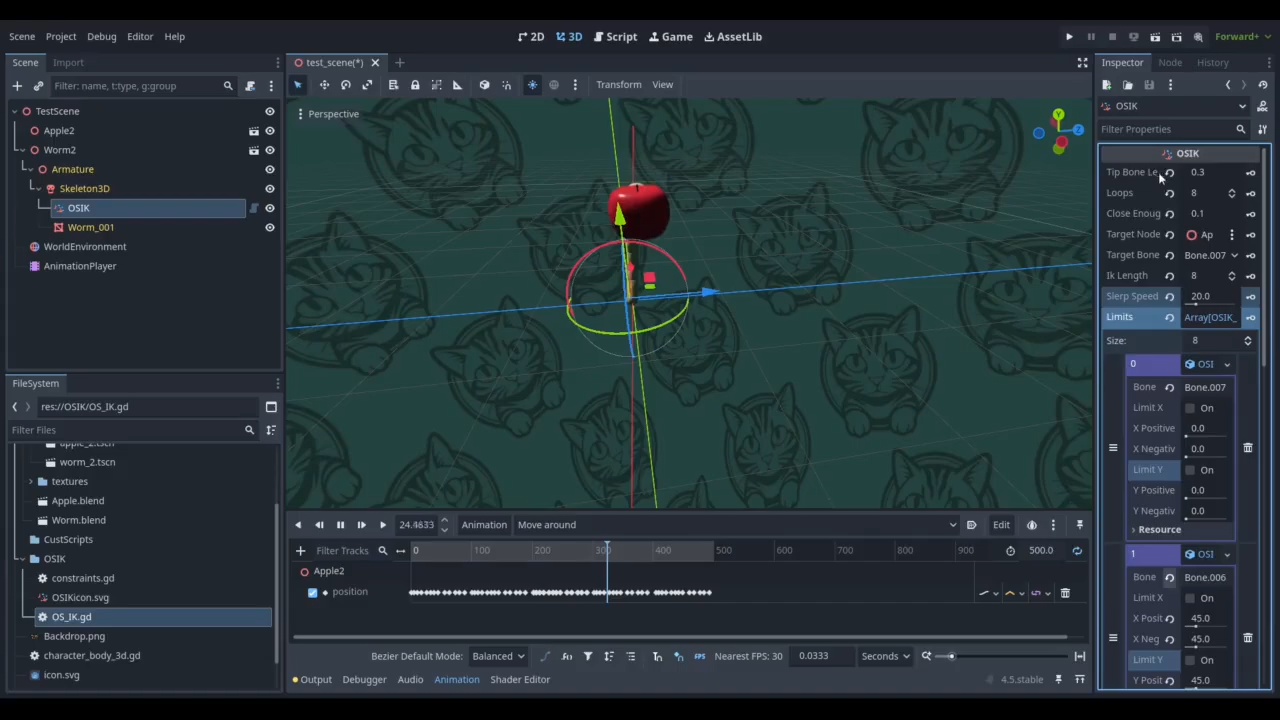 Scene Project Debug Editor Help
2D 3D Script Game AssetLib
Forward+
Scene Import
Filter: name, t:type, g:group
TestScene
Apple2
Worm2
Armature
Skeleton3D
OSIK
Worm_001
WorldEnvironment
AnimationPlayer
FileSystem
res://OSIK/OS_IK.gd
Filter Files
worm_2.tscn
textures
Apple.blend
Worm.blend
CustScripts
OSIK
constraints.gd
OSIKicon.svg
OS_IK.gd
Backdrop.png
character_body_3d.gd
icon.svg
test_scene(*)
Transform View
Perspective
Y
Z
24.4633 Animation Move around Edit
Filter Tracks 0 100 200 300 400 500 600 700 800 900 500.0
Apple2
position
Bezier Default Mode: Balanced Nearest FPS: 30 0.0333 Seconds
Output Debugger Audio Animation Shader Editor 4.5.stable
Inspector Node History
OSIK
Filter Properties
OSIK
Tip Bone Le 0.3
Loops 8
Close Enoug 0.1
Target Node Ap
Target Bone Bone.007
Ik Length 8
Slerp Speed 20.0
Limits Array[OSIK_
Size: 8
0 OSI
Bone Bone.007
Limit X On
X Positive 0.0
X Negativ 0.0
Limit Y On
Y Positive 0.0
Y Negativ 0.0
Resource
1 OSI
Bone Bone.006
Limit X On
X Posit 45.0
X Neg 45.0
Limit Y On
Y Posit 45.0